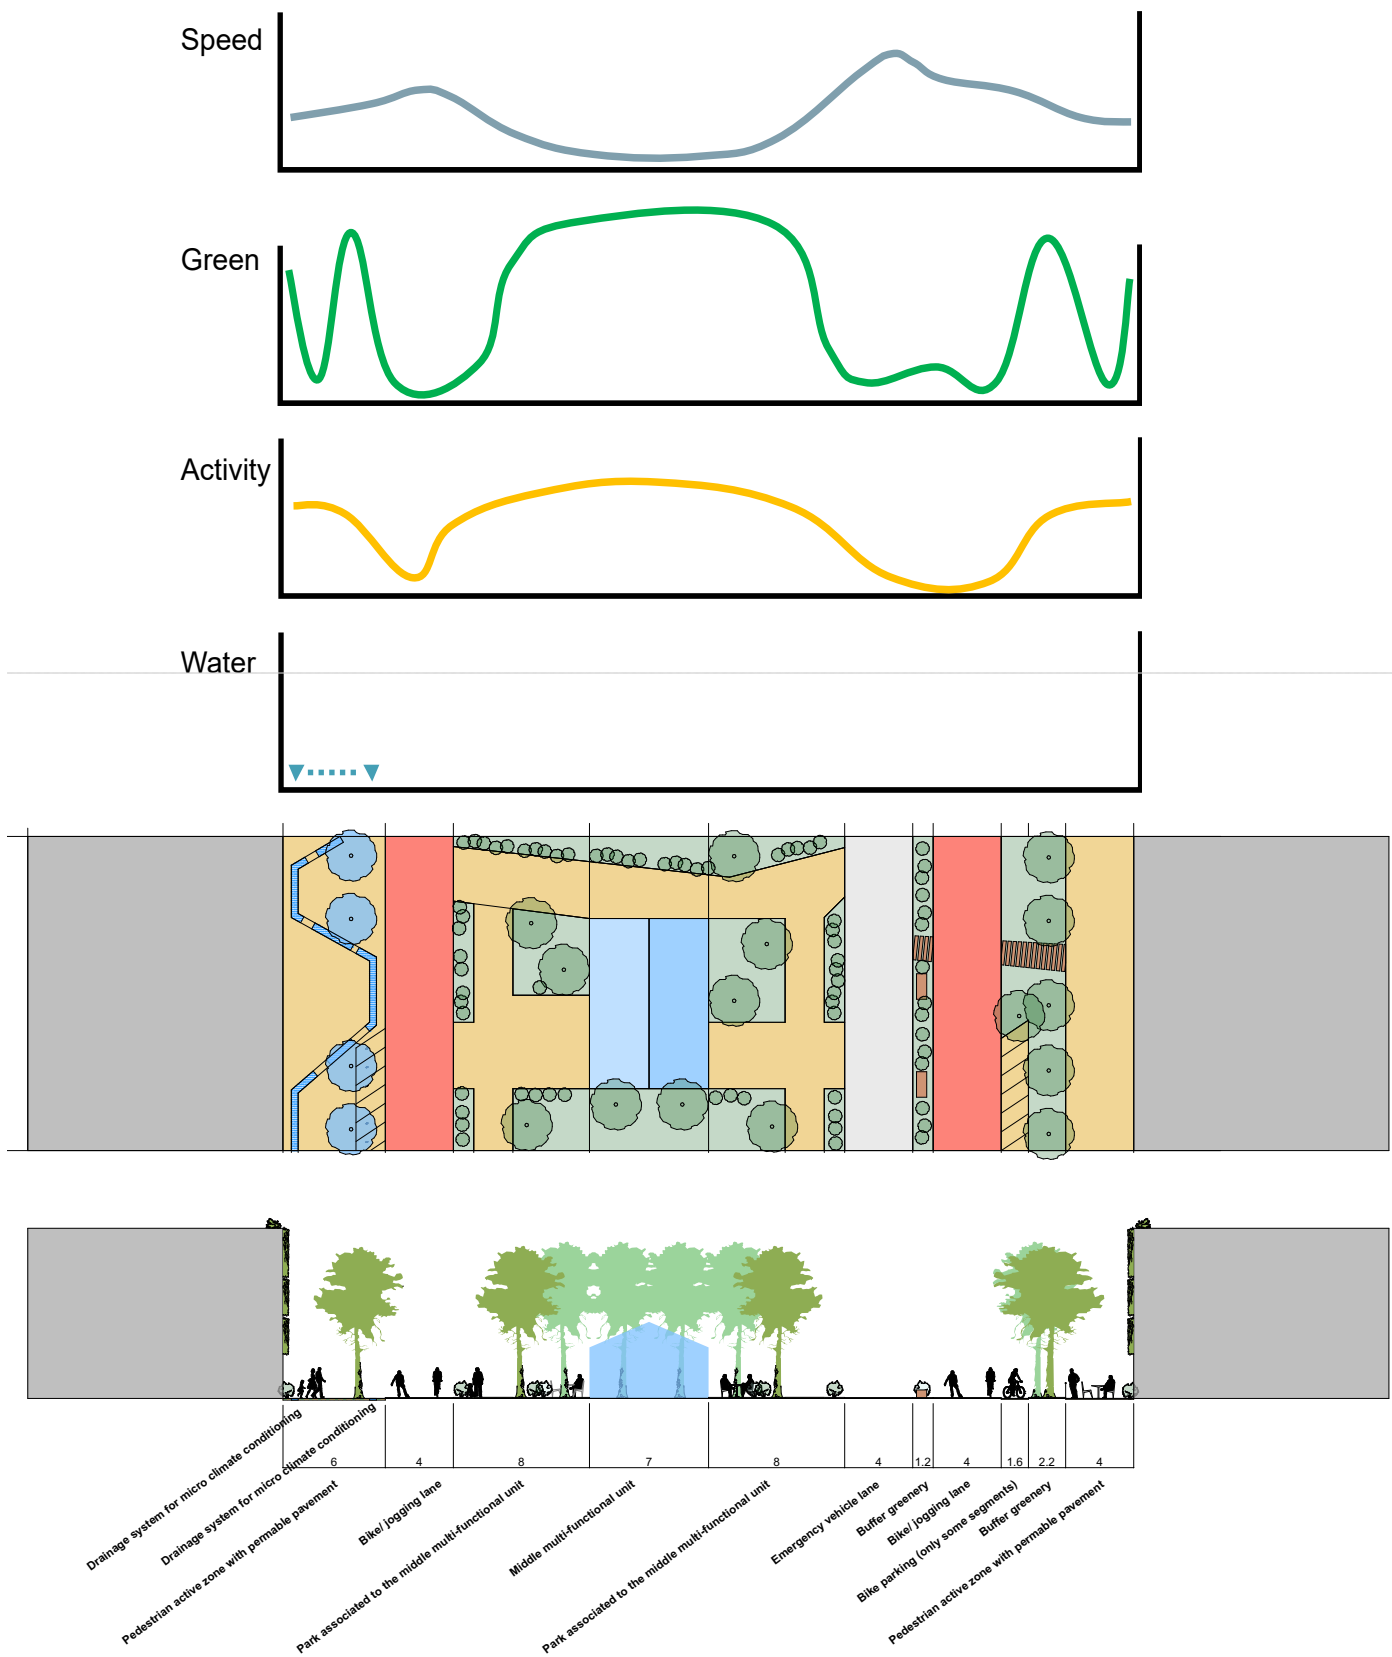 Speed
Green
Activity
Water
6
4
8
7
8
4
1.2
4
1.6
2.2
4
Drainage system for micro climate conditioning
Drainage system for micro climate conditioning
Pedestrian active zone with permable pavement
Bike/ jogging lane
Park associated to the middle multi-functional unit
Middle multi-functional unit
Park associated to the middle multi-functional unit
Emergency vehicle lane
Buffer greenery
Bike/ jogging lane
Bike parking (only some segments)
Buffer greenery
Pedestrian active zone with permable pavement